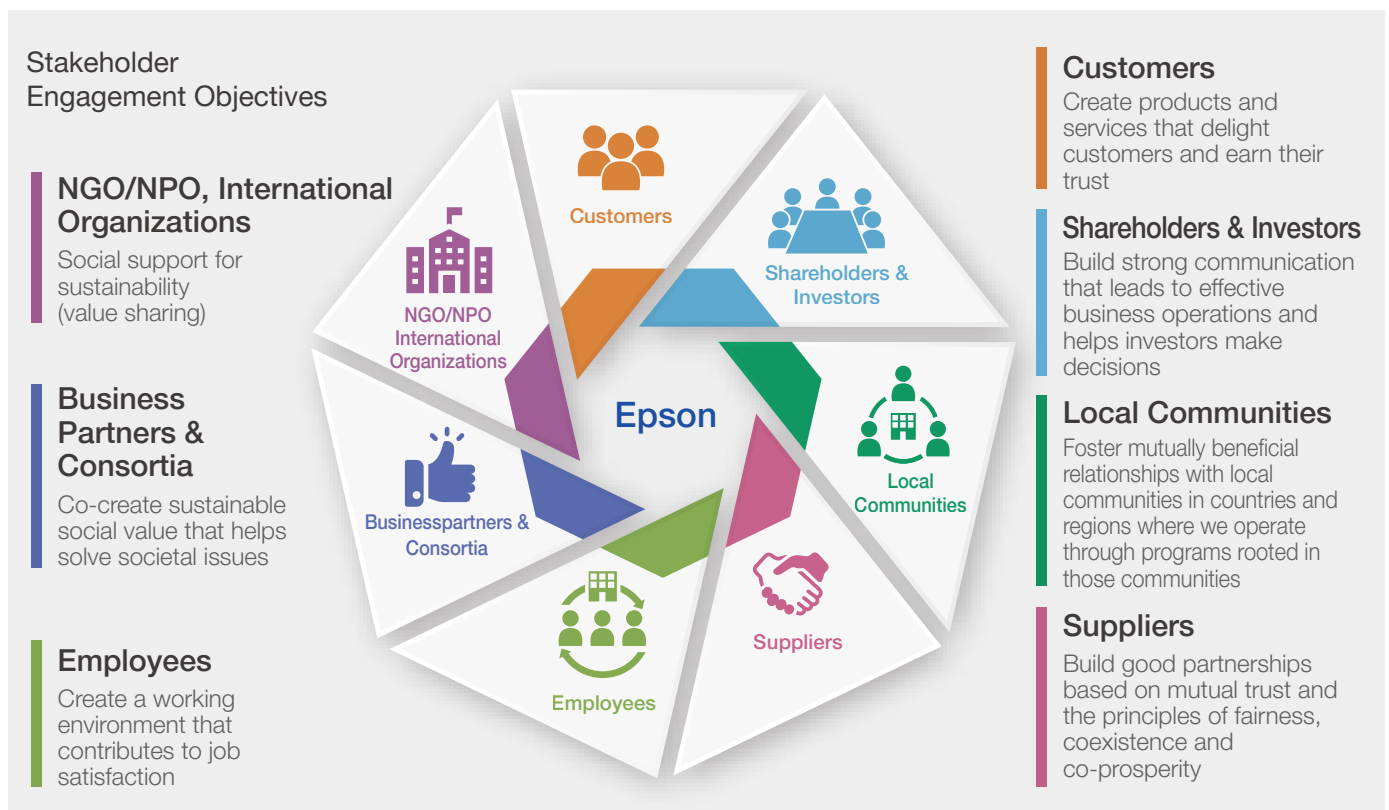 Stakeholder
Engagement Objectives
NGO/NPO, International
Organizations
Social support for
sustainability
(value sharing)
Business
Partners &
Consortia
Co-create sustainable
social value that helps
solve societal issues
Employees
Create a working
environment that
contributes to job
satisfaction
Customers
Shareholders &
Investors
NGO/NPO
International
Organizations
Epson
Local
Communities
Businesspartners &
Consortia
Suppliers
Employees
Customers
Create products and
services that delight
customers and earn their
trust
Shareholders & Investors
Build strong communication
that leads to effective
business operations and
helps investors make
decisions
Local Communities
Foster mutually beneficial
relationships with local
communities in countries and
regions where we operate
through programs rooted in
those communities
Suppliers
Build good partnerships
based on mutual trust and
the principles of fairness,
coexistence and
co-prosperity